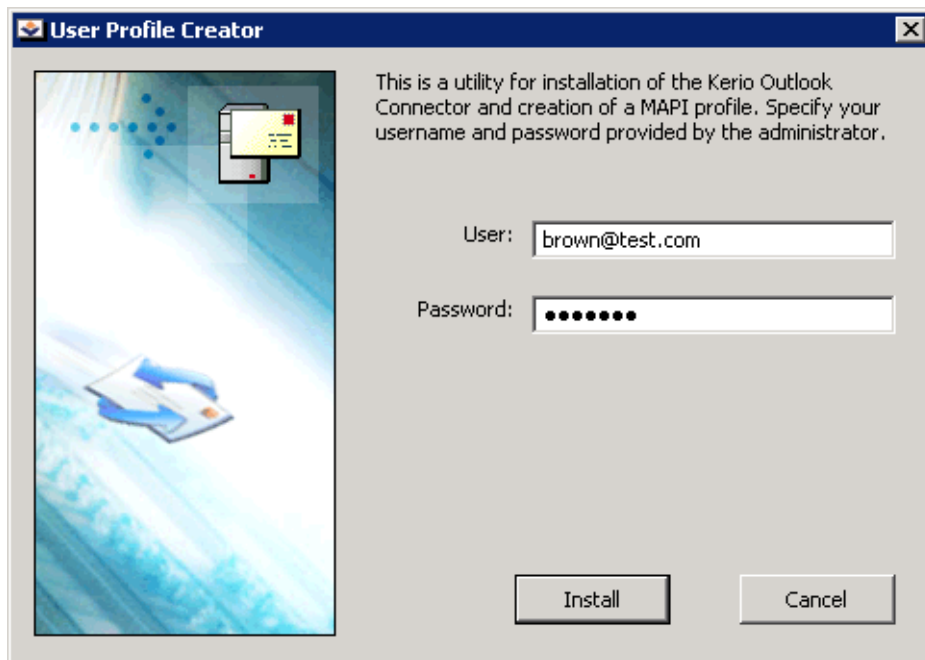 User Profile Creator
This is a utility for installation of the Kerio Outlook
Connector and creation of a MAPI profile. Specify your
username and password provided by the administrator.
User: brown@test.com
Password: •••••••
Install Cancel